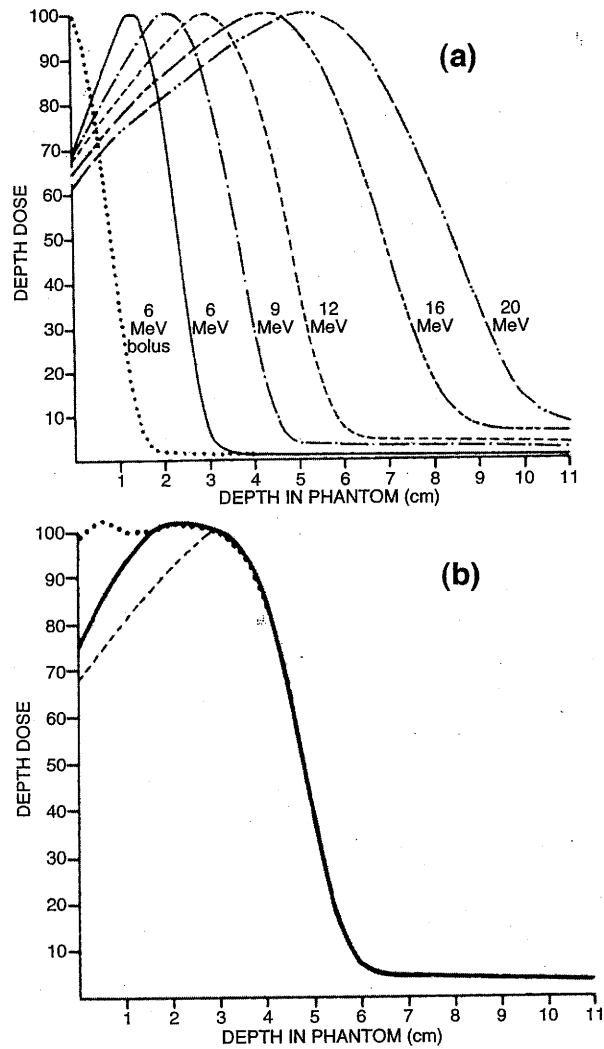 (a)
DEPTH DOSE
100
90
80
70
60
50
40
30
20
10
6 MeV bolus
6 MeV
9 MeV
12 MeV
16 MeV
20 MeV
1 2 3 4 5 6 7 8 9 10 11
DEPTH IN PHANTOM (cm)
(b)
DEPTH DOSE
100
90
80
70
60
50
40
30
20
10
1 2 3 4 5 6 7 8 9 10 11
DEPTH IN PHANTOM (cm)